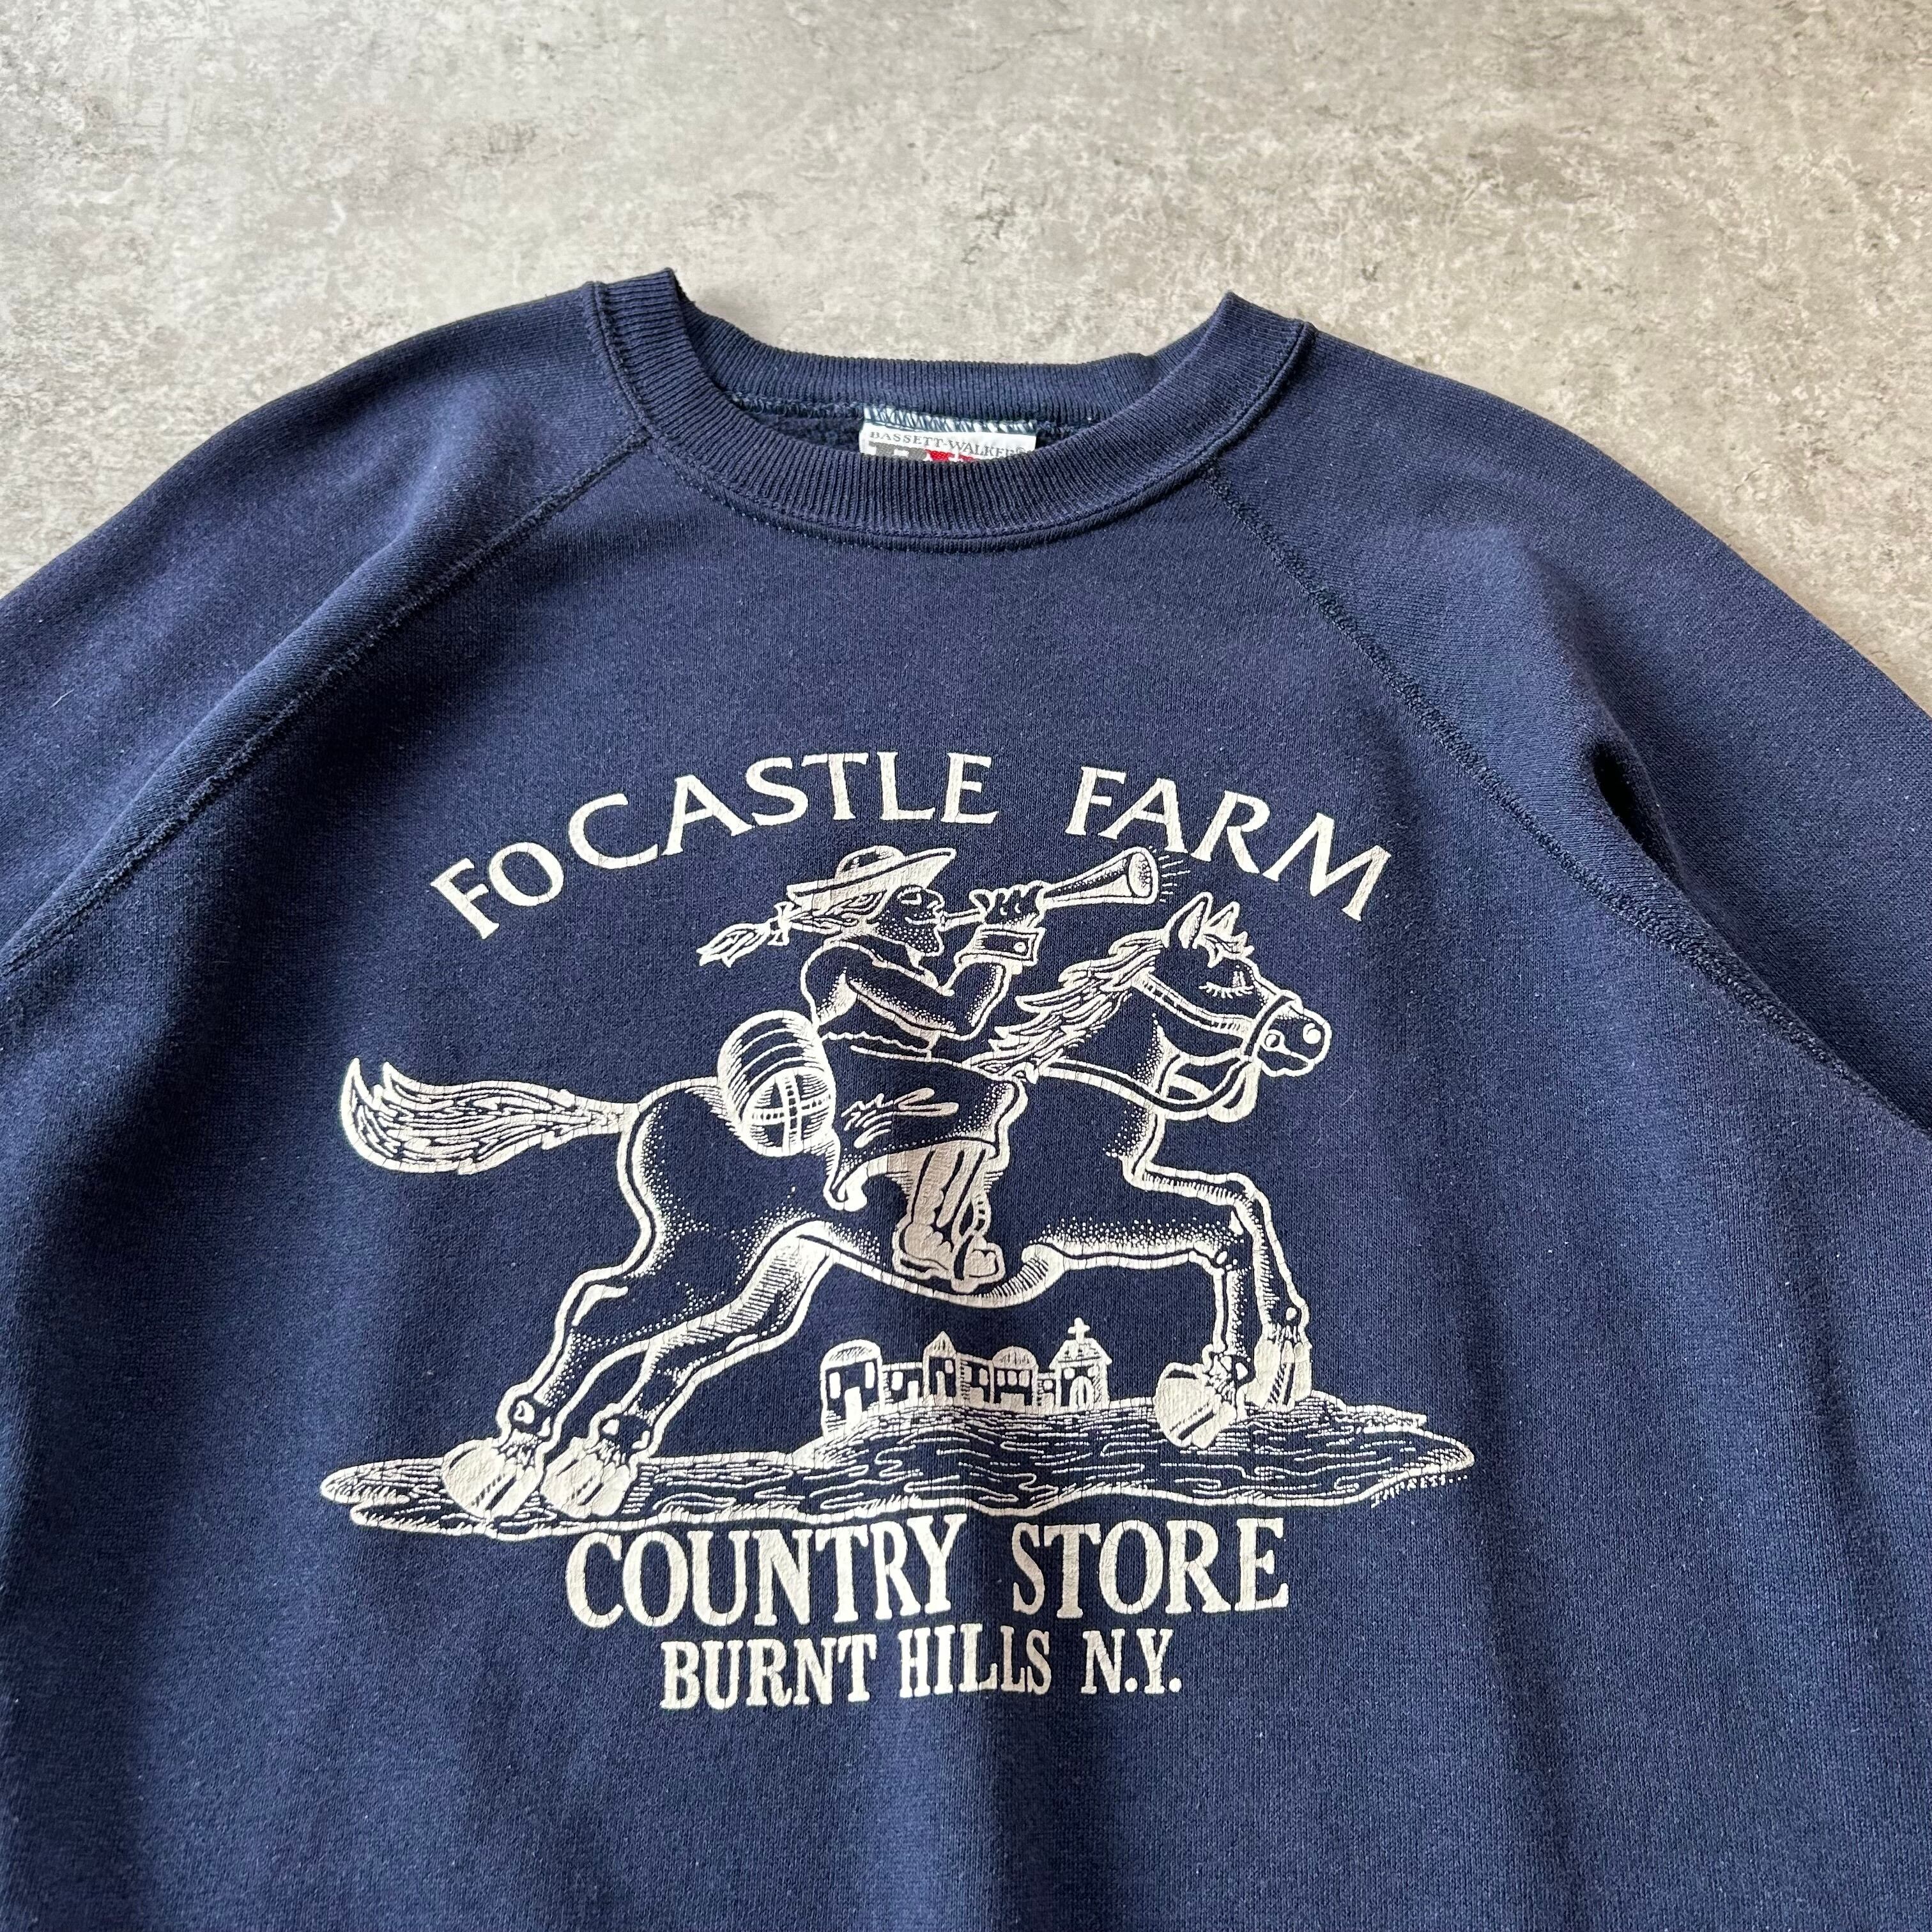 BASSETT-WALKER
FOCASTLE FARM
COUNTRY STORE
BURNT HILLS N.Y.